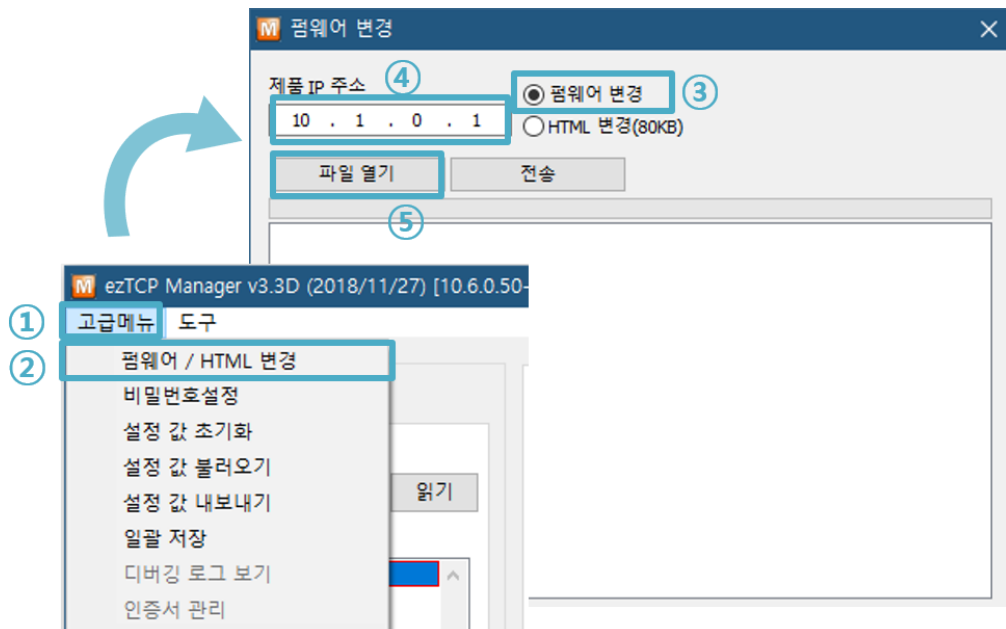 M 펌웨어 변경
제품 IP 주소 ④
펌웨어 변경 ③
10 . 1 . 0 . 1
HTML 변경(80KB)
파일 열기 전송
⑤
M ezTCP Manager v3.3D (2018/11/27) [10.6.0.50-
① 고급메뉴 도구
② 펌웨어 / HTML 변경
비밀번호설정
설정 값 초기화
설정 값 불러오기
읽기
설정 값 내보내기
일괄 저장
디버깅 로그 보기
인증서 관리